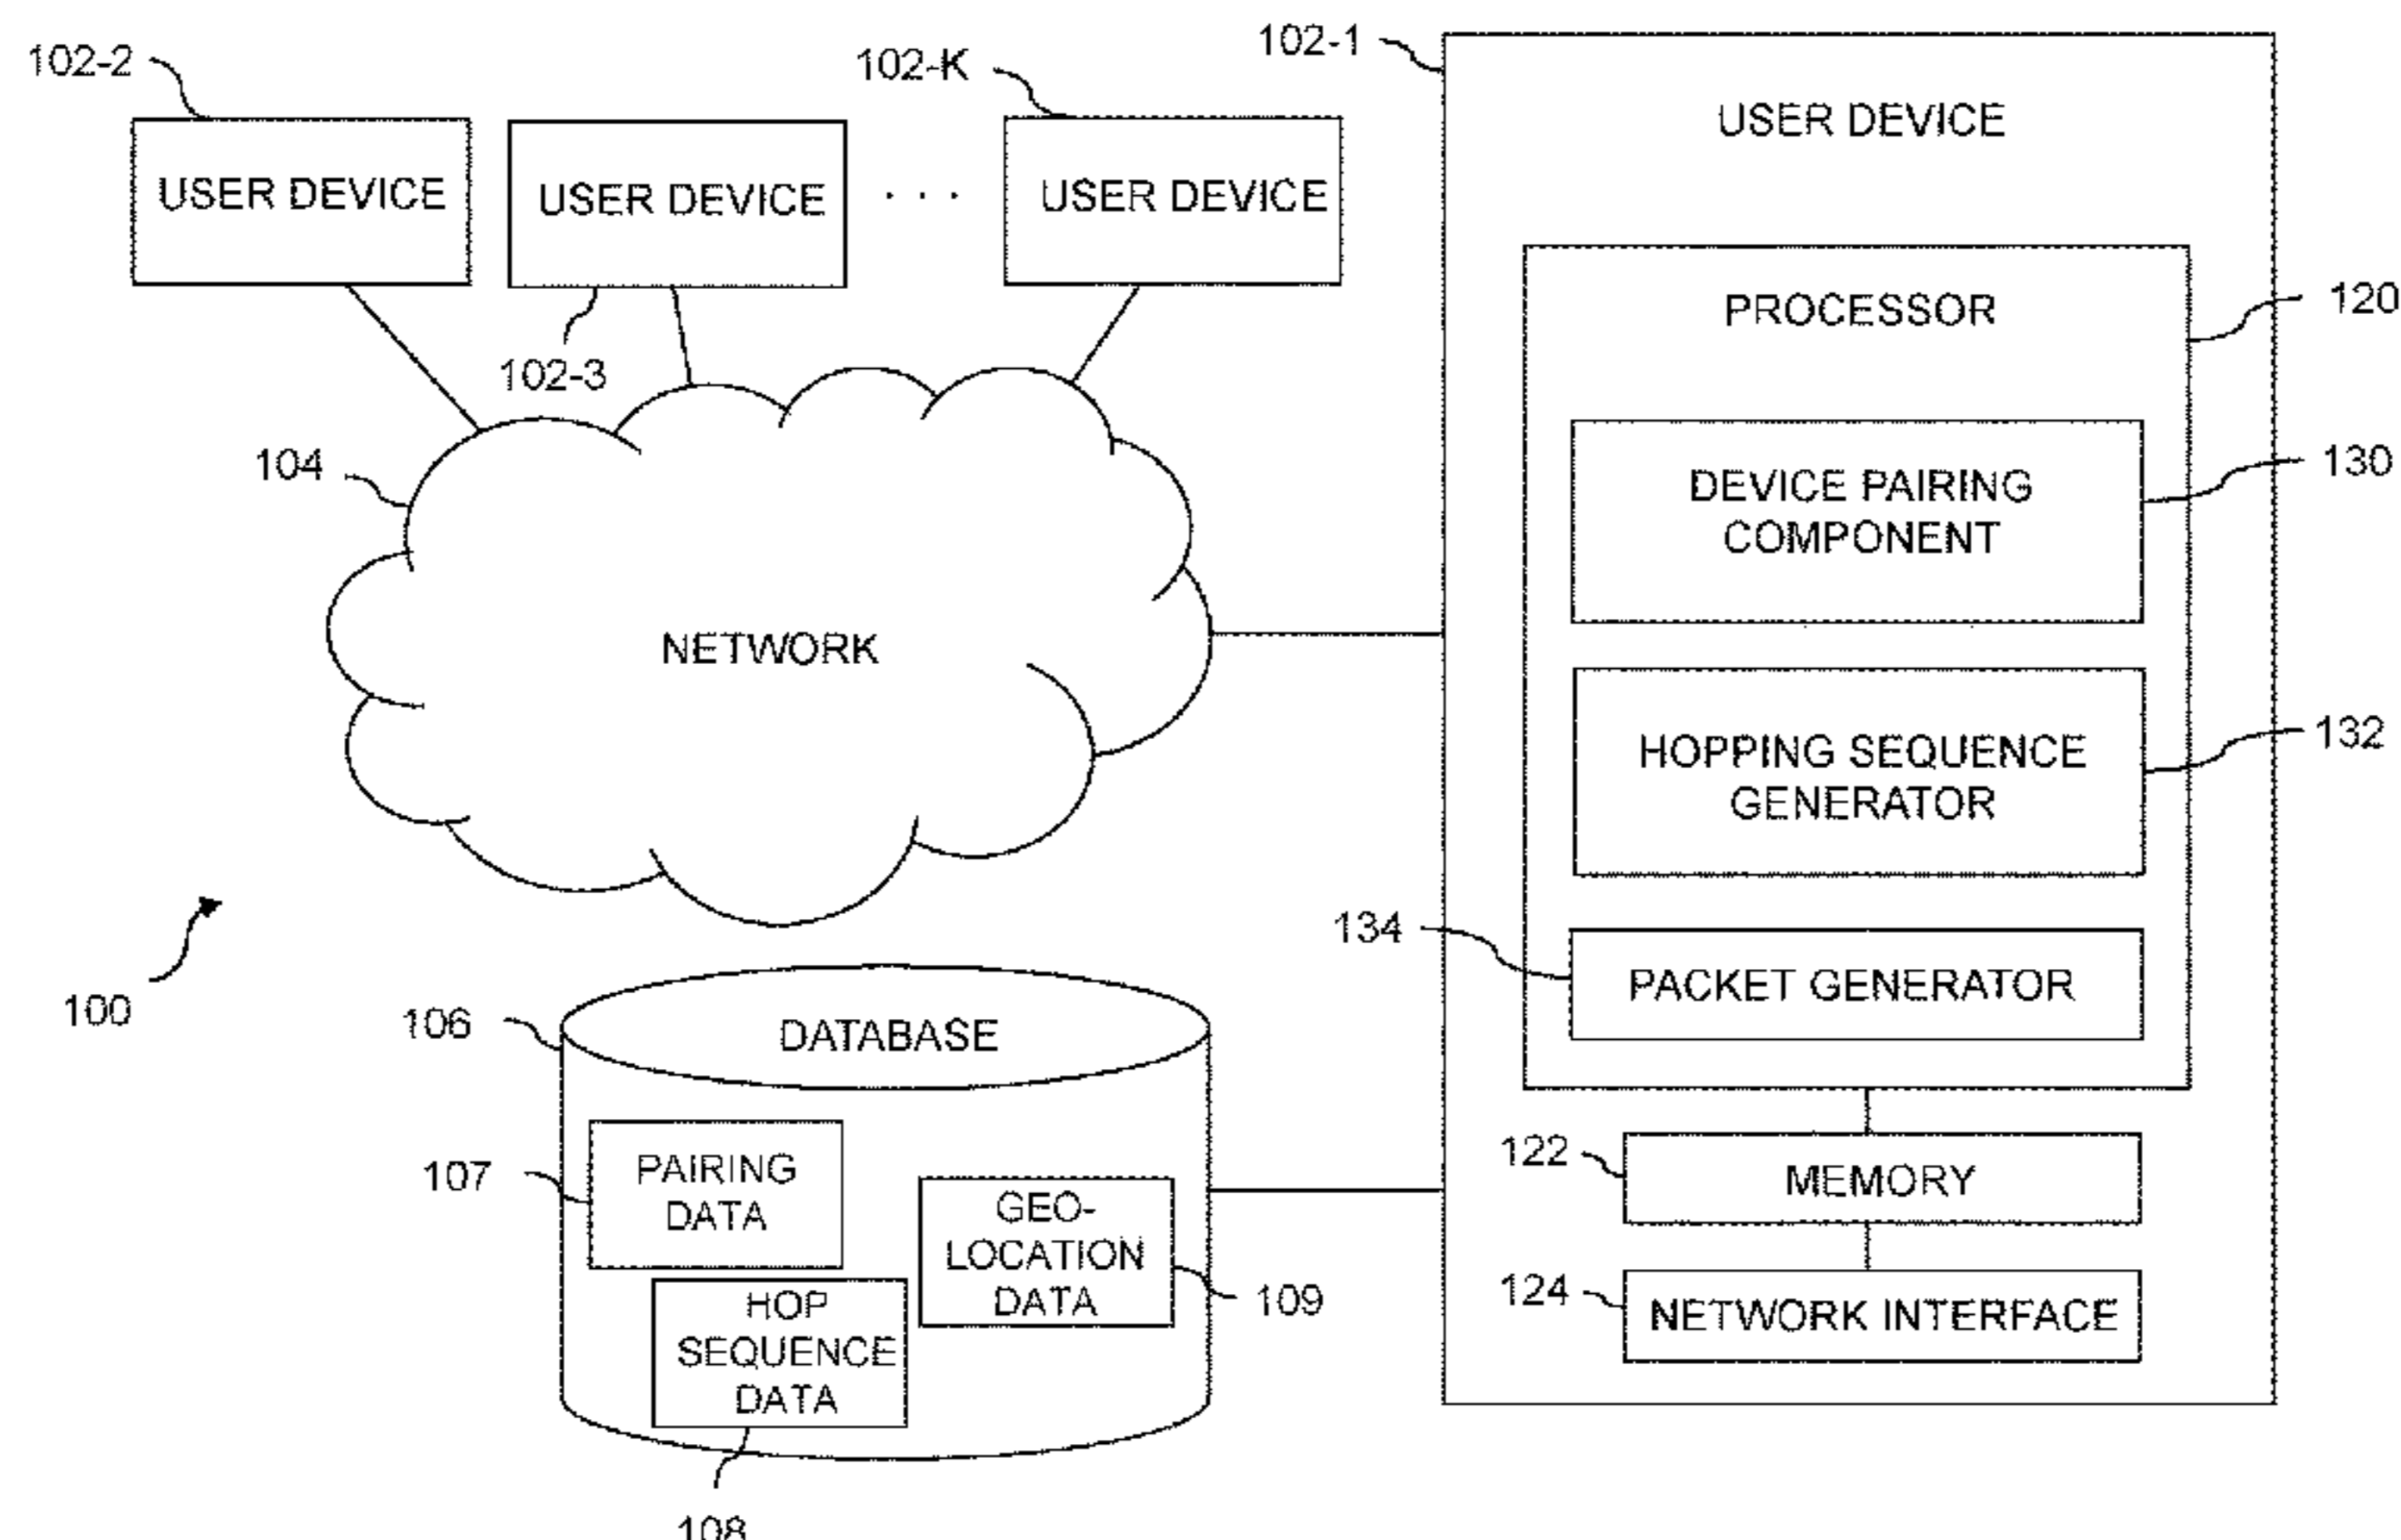 102-2
102-K
102-1
USER DEVICE
USER DEVICE
. . .
USER DEVICE
USER DEVICE
102-3
104
NETWORK
100
PROCESSOR
120
DEVICE PAIRING
COMPONENT
130
HOPPING SEQUENCE
GENERATOR
132
134
PACKET GENERATOR
106
DATABASE
107
PAIRING
DATA
GEO-
LOCATION
DATA
109
HOP
SEQUENCE
DATA
108
122
MEMORY
124
NETWORK INTERFACE